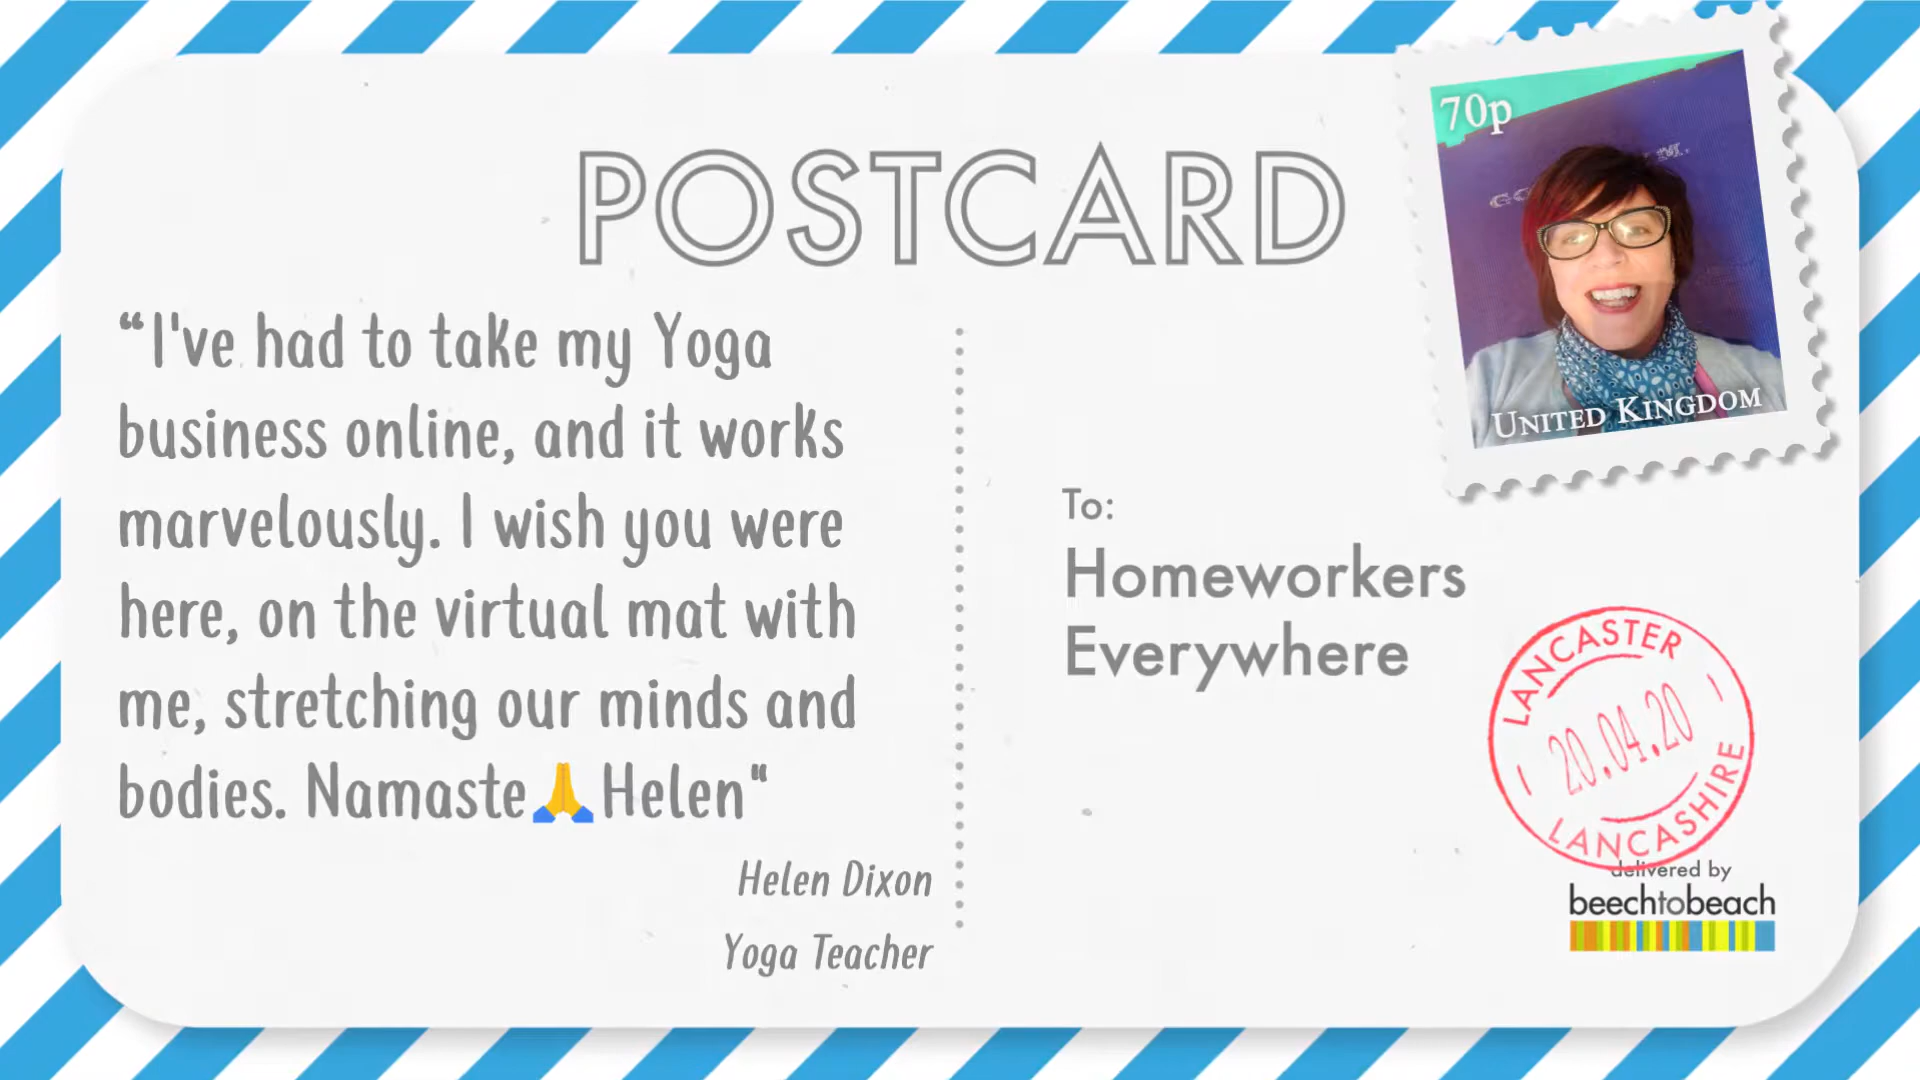 POSTCARD
70p
UNITED KINGDOM
“I've had to take my Yoga
business online, and it works
marvelously. I wish you were
here, on the virtual mat with
me, stretching our minds and
bodies. Namaste🙏Helen“
Helen Dixon
Yoga Teacher
To:
Homeworkers
Everywhere
LANCASTER
20.04.20
LANCASHIRE
delivered by
beechtobeach